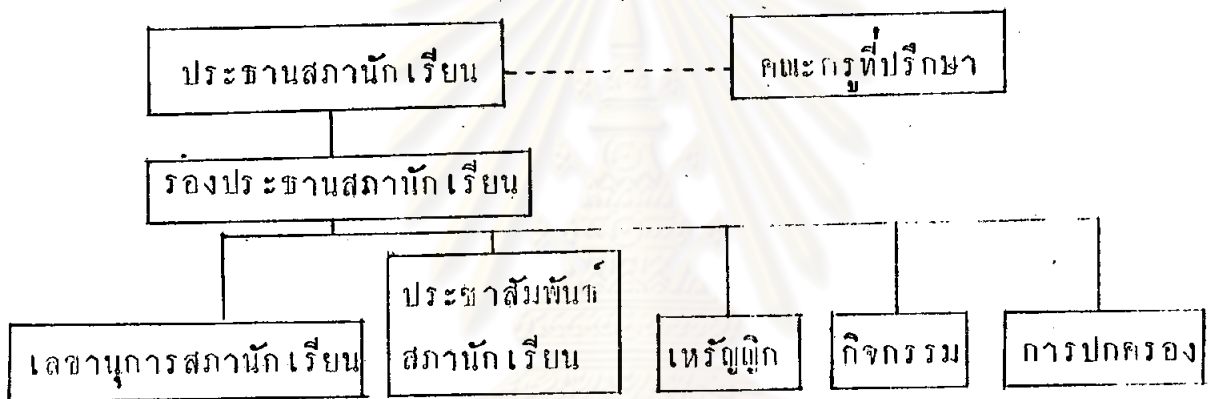 ประธานสภานักเรียน
คณะครูที่ปรึกษา
รองประธานสภานักเรียน
เลขานุการสภานักเรียน
ประชาสัมพันธ์
สภานักเรียน
เหรัญญิก
กิจกรรม
การปกครอง